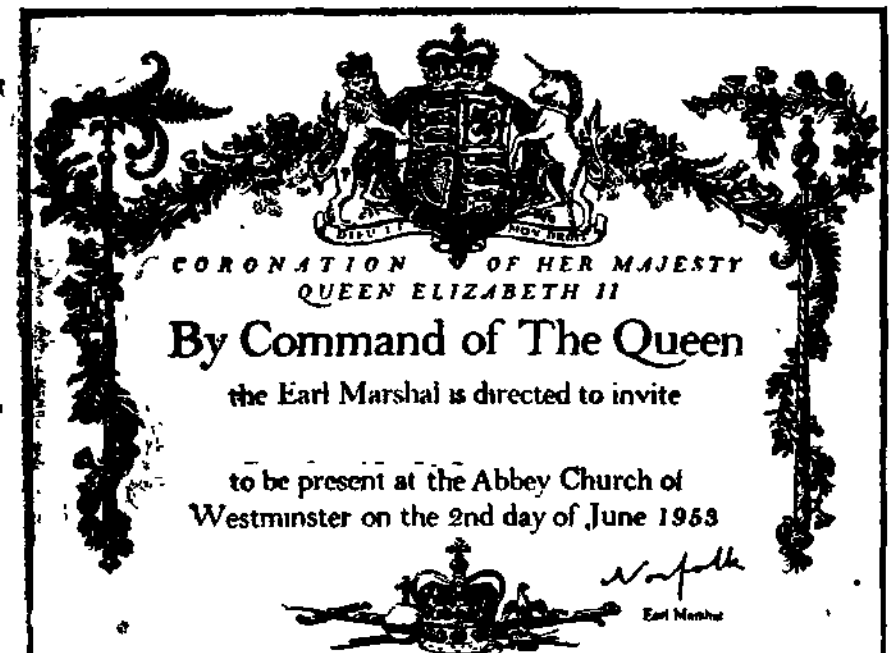 DIEU ET MON DROIT
CORONATION OF HER MAJESTY
QUEEN ELIZABETH II
By Command of The Queen
the Earl Marshal is directed to invite
to be present at the Abbey Church of
Westminster on the 2nd day of June 1953
Norfolk
Earl Marshal